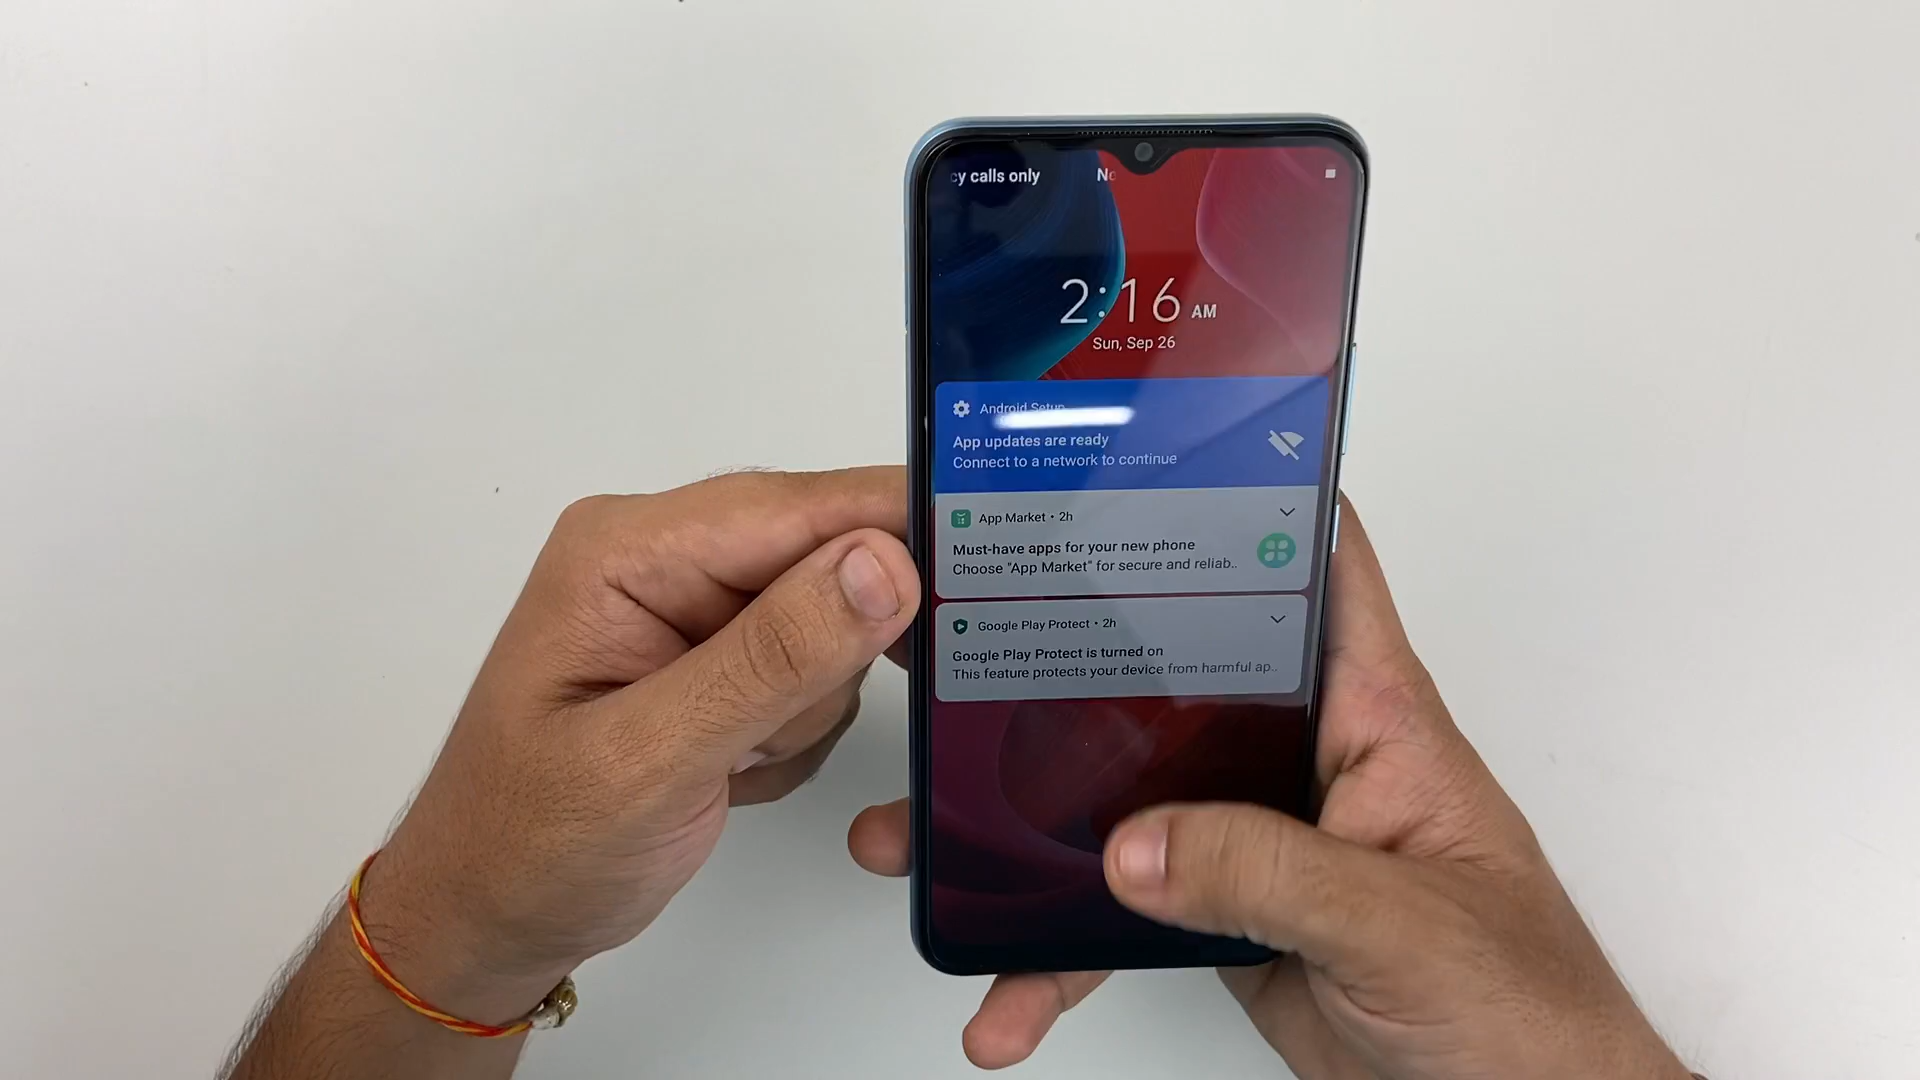 cy calls only No
2:16 AM
Sun, Sep 26
Android Setup
App updates are ready
Connect to a network to continue
App Market • 2h
Must-have apps for your new phone
Choose "App Market" for secure and reliab..
Google Play Protect • 2h
Google Play Protect is turned on
This feature protects your device from harmful ap..